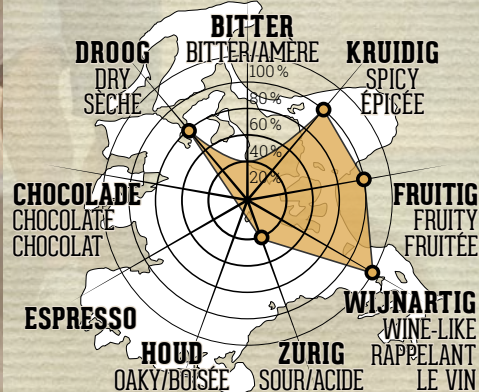 BITTER
BITTER/AMÈRE
100%
80%
60%
40%
20%
KRUIDIG
SPICY
ÉPICÉE
FRUITIG
FRUITY
FRUITÉE
WIJNARTIG
WINE-LIKE
RAPPELANT
LE VIN
ZURIG
SOUR/ACIDE
HOUD
OAKY/BOISÉE
ESPRESSO
CHOCOLADE
CHOCOLATE
CHOCOLAT
DROOG
DRY
SÈCHE